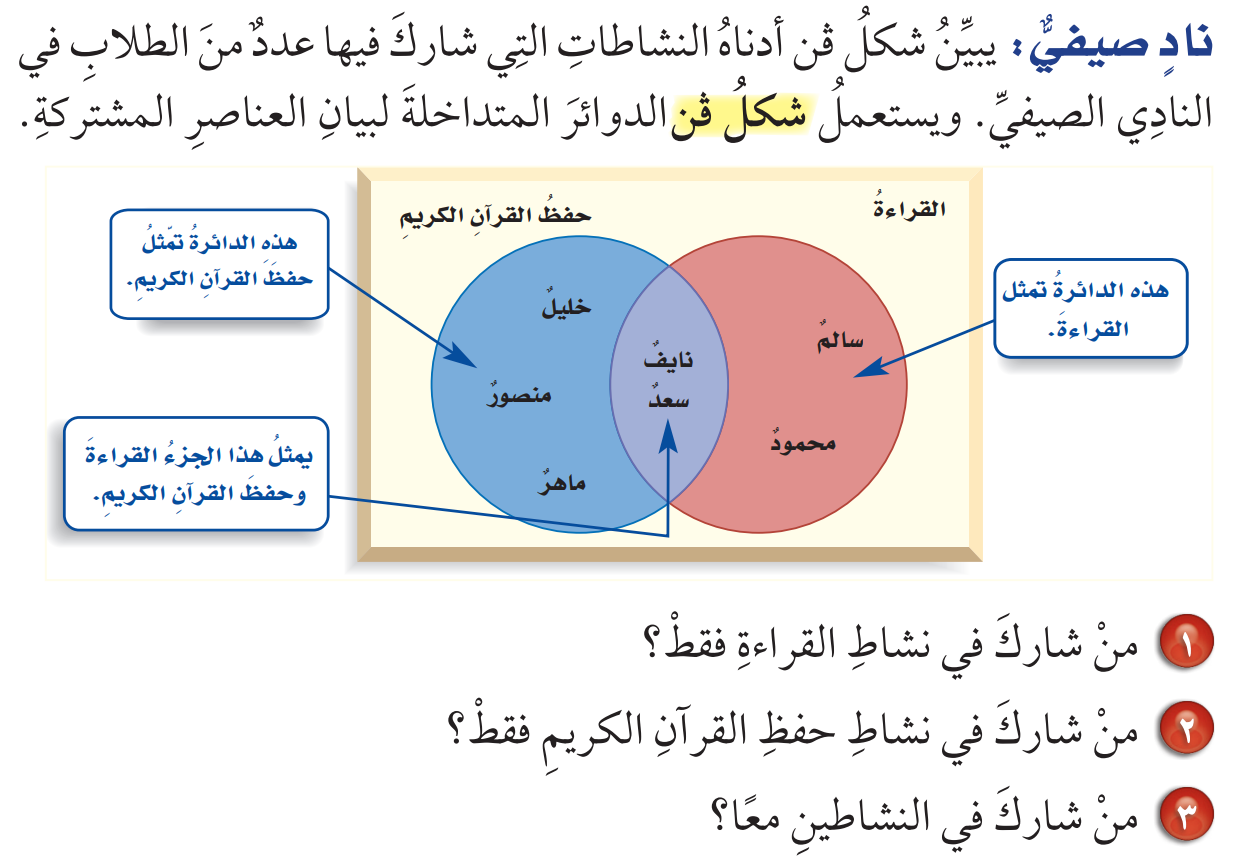 نادٍ صيفيٌّ: يبيِّنُ شكلُ ڤن أدناهُ النشاطاتِ التِي شاركَ فيها عددٌ منَ الطلابِ في
النادِي الصيفيِّ. ويستعملُ شكلُ ڤن الدوائرَ المتداخلةَ لبيانِ العناصرِ المشتركةِ.
القراءةُ
حفظُ القرآنِ الكريمِ
هذهِ الدائرةُ تمّثلُ
حفظَ القرآنِ الكريمِ.
هذه الدائرةُ تمثل
القراءةَ.
خليلٌ
سالمٌ
نايفٌ
منصورٌ
سعدٌ
محمودٌ
ماهرٌ
يمثلُ هذا الجزءُ القراءةَ
وحفظَ القرآنِ الكريمِ.
١ منْ شاركَ في نشاطِ القراءةِ فقطْ؟
٢ منْ شاركَ في نشاطِ حفظِ القرآنِ الكريمِ فقطْ؟
٣ منْ شاركَ في النشاطينِ معًا؟